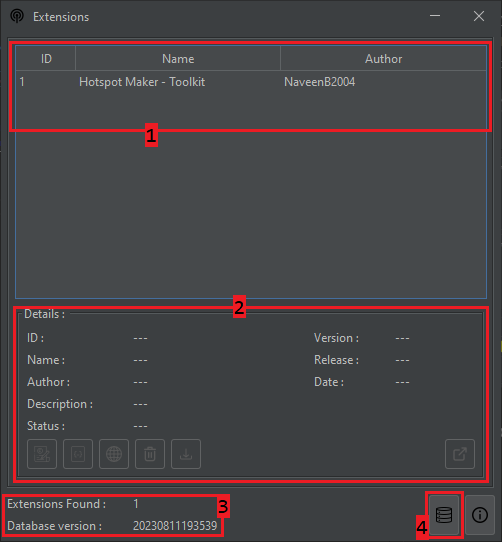 Extensions
ID Name Author
1 Hotspot Maker - Toolkit NaveenB2004
1
2
Details :
ID : --- Version : ---
Name : --- Release : ---
Author : --- Date : ---
Description : ---
Status : ---
Extensions Found : 1 3
Database version : 20230811193539 4